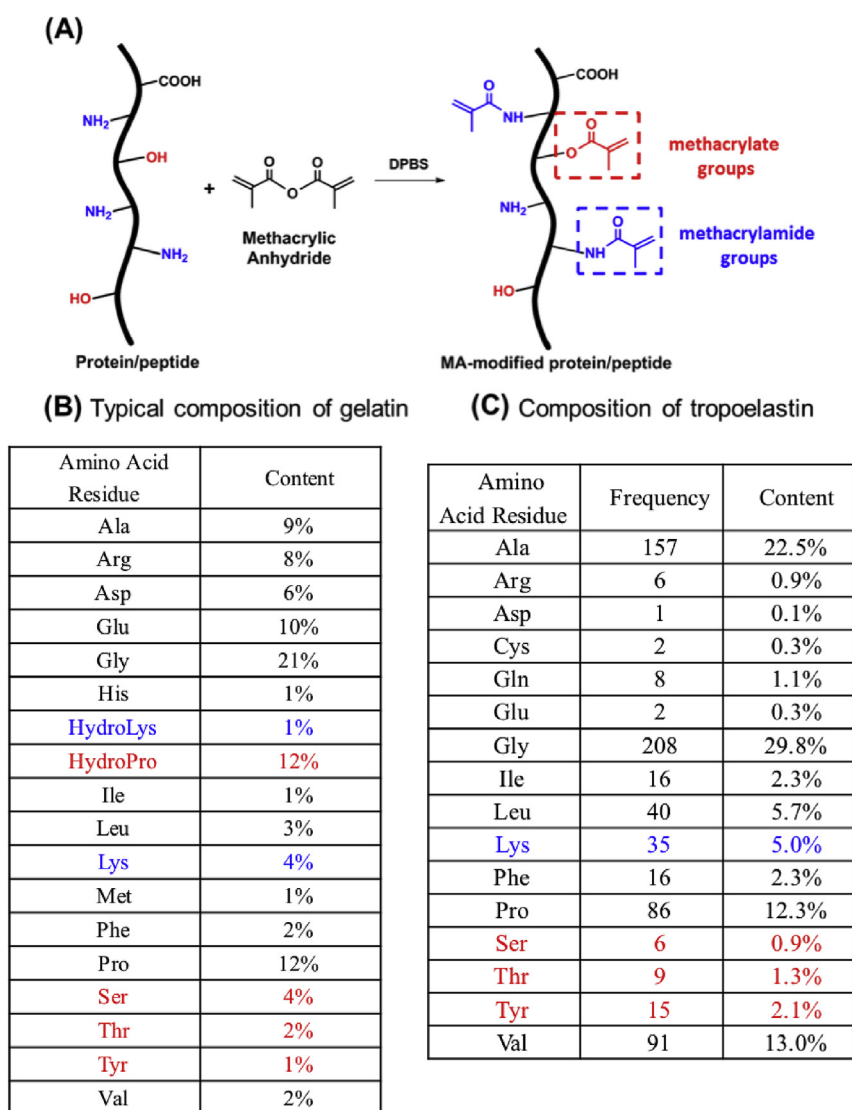 (A)
COOH
NH2
OH
NH2
NH2
HO
Protein/peptide
+
O O
O
Methacrylic
Anhydride
DPBS
COOH
O
NH
O
O
methacrylate
groups
NH2
O
NH
methacrylamide
groups
HO
MA-modified protein/peptide
(B) Typical composition of gelatin
Amino Acid Residue Content
Ala 9%
Arg 8%
Asp 6%
Glu 10%
Gly 21%
His 1%
HydroLys 1%
HydroPro 12%
Ile 1%
Leu 3%
Lys 4%
Met 1%
Phe 2%
Pro 12%
Ser 4%
Thr 2%
Tyr 1%
Val 2%
(C) Composition of tropoelastin
Amino Acid Residue Frequency Content
Ala 157 22.5%
Arg 6 0.9%
Asp 1 0.1%
Cys 2 0.3%
Gln 8 1.1%
Glu 2 0.3%
Gly 208 29.8%
Ile 16 2.3%
Leu 40 5.7%
Lys 35 5.0%
Phe 16 2.3%
Pro 86 12.3%
Ser 6 0.9%
Thr 9 1.3%
Tyr 15 2.1%
Val 91 13.0%